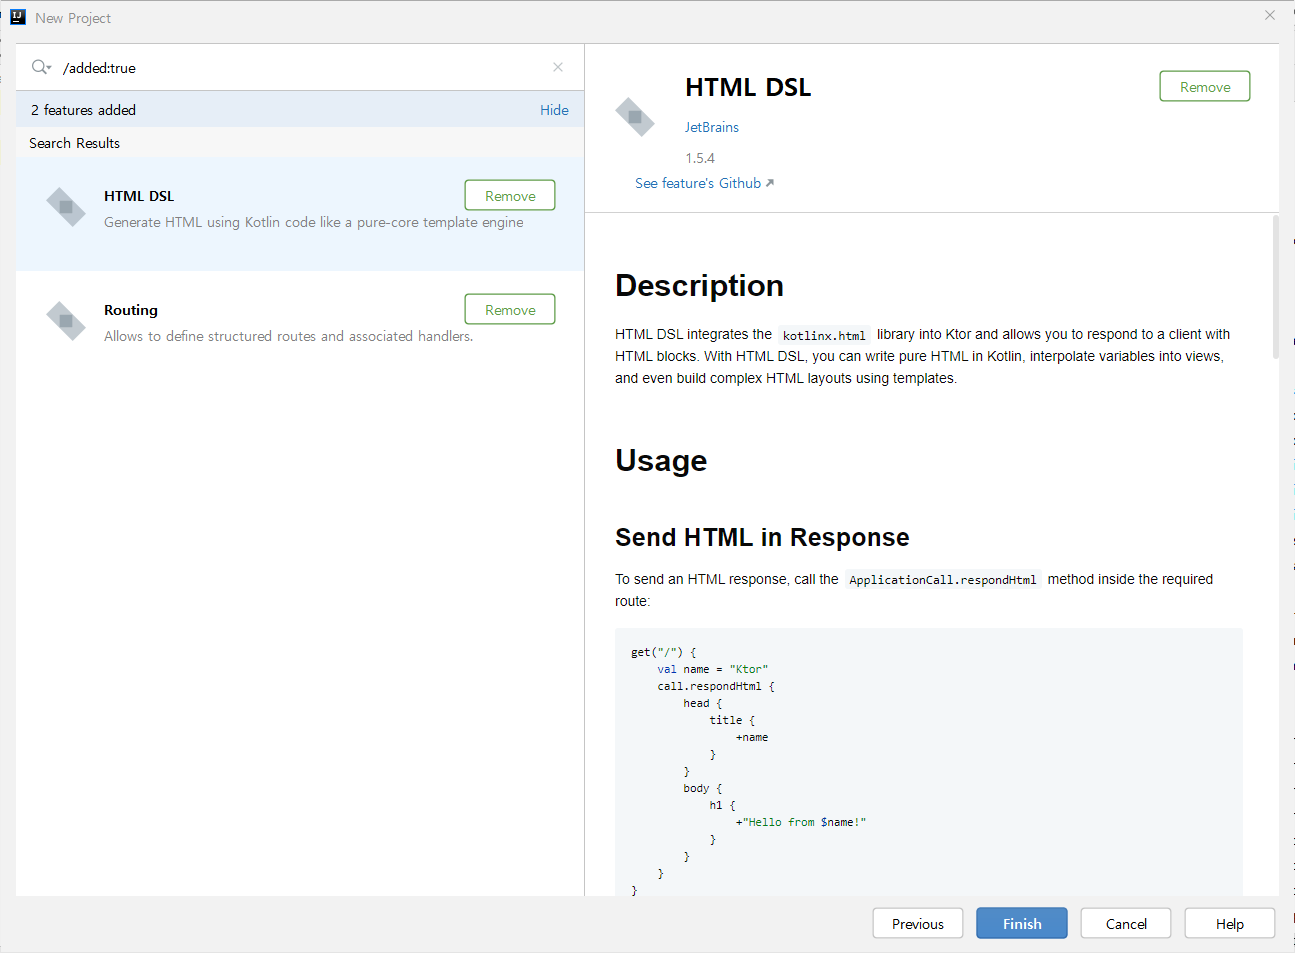 IJ New Project
/added:true
2 features added Hide
Search Results
HTML DSL Remove
Generate HTML using Kotlin code like a pure-core template engine
Routing Remove
Allows to define structured routes and associated handlers.
HTML DSL Remove
JetBrains
1.5.4
See feature's Github
Description
HTML DSL integrates the kotlinx.html library into Ktor and allows you to respond to a client with
HTML blocks. With HTML DSL, you can write pure HTML in Kotlin, interpolate variables into views,
and even build complex HTML layouts using templates.
Usage
Send HTML in Response
To send an HTML response, call the ApplicationCall.respondHtml method inside the required
route:
get("/") {
    val name = "Ktor"
    call.respondHtml {
        head {
            title {
                +name
            }
        }
        body {
            h1 {
                +"Hello from $name!"
            }
        }
    }
}
Previous Finish Cancel Help